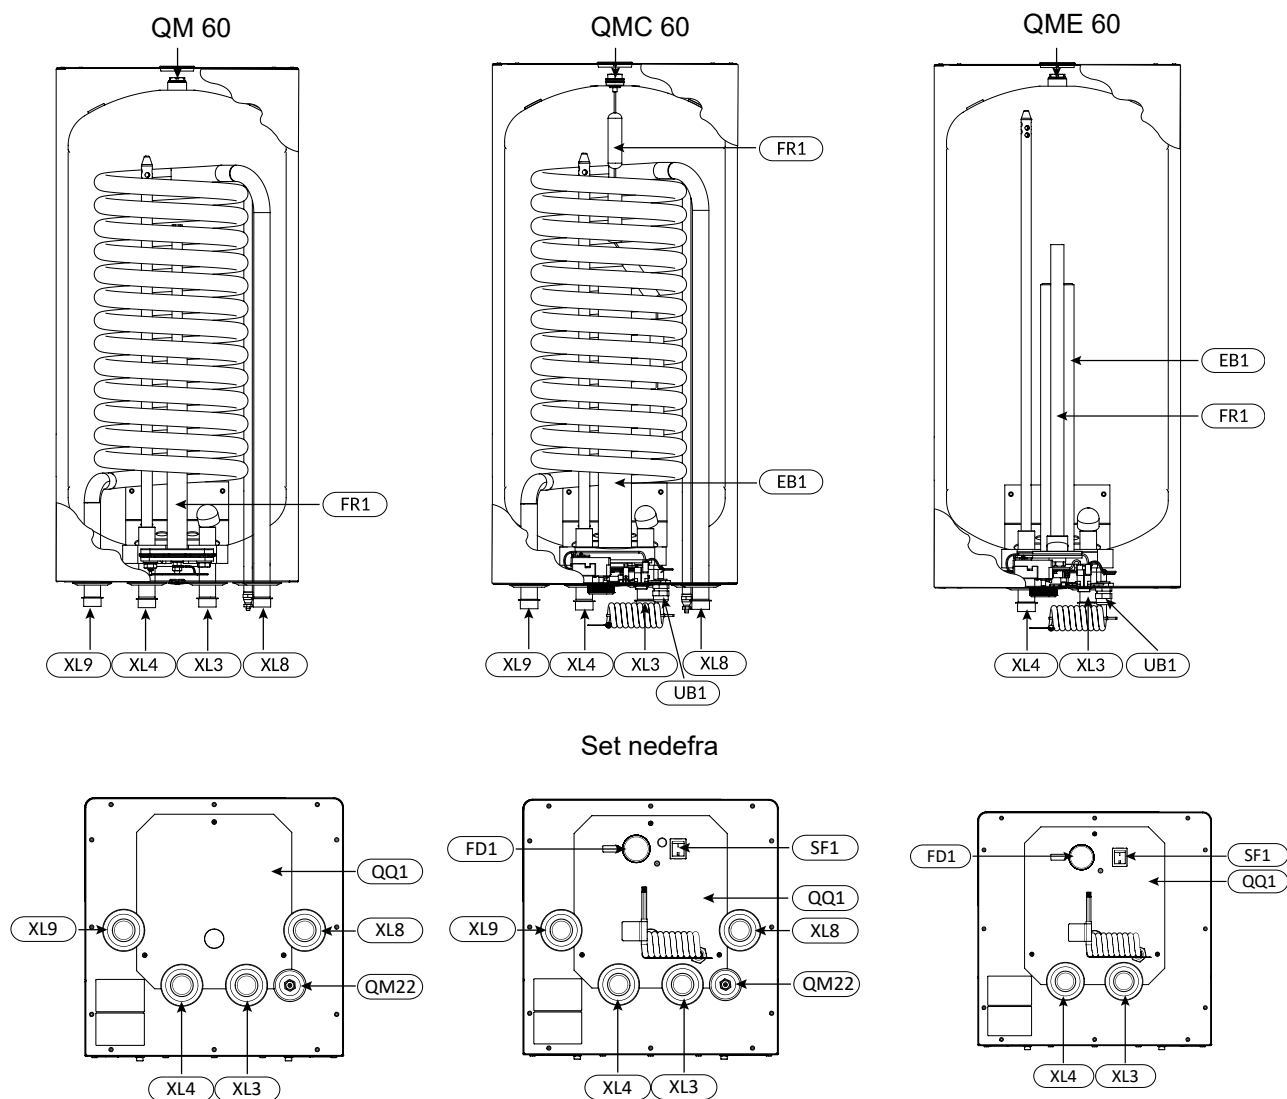 QM 60
QMC 60
QME 60
FR1
FR1
EB1
FR1
EB1
XL9
XL4
XL3
XL8
XL9
XL4
XL3
XL8
UB1
XL4
XL3
UB1
Set nedefra
QQ1
XL9
XL8
QM22
XL4
XL3
FD1
SF1
QQ1
XL9
XL8
QM22
XL4
XL3
FD1
SF1
QQ1
XL4
XL3